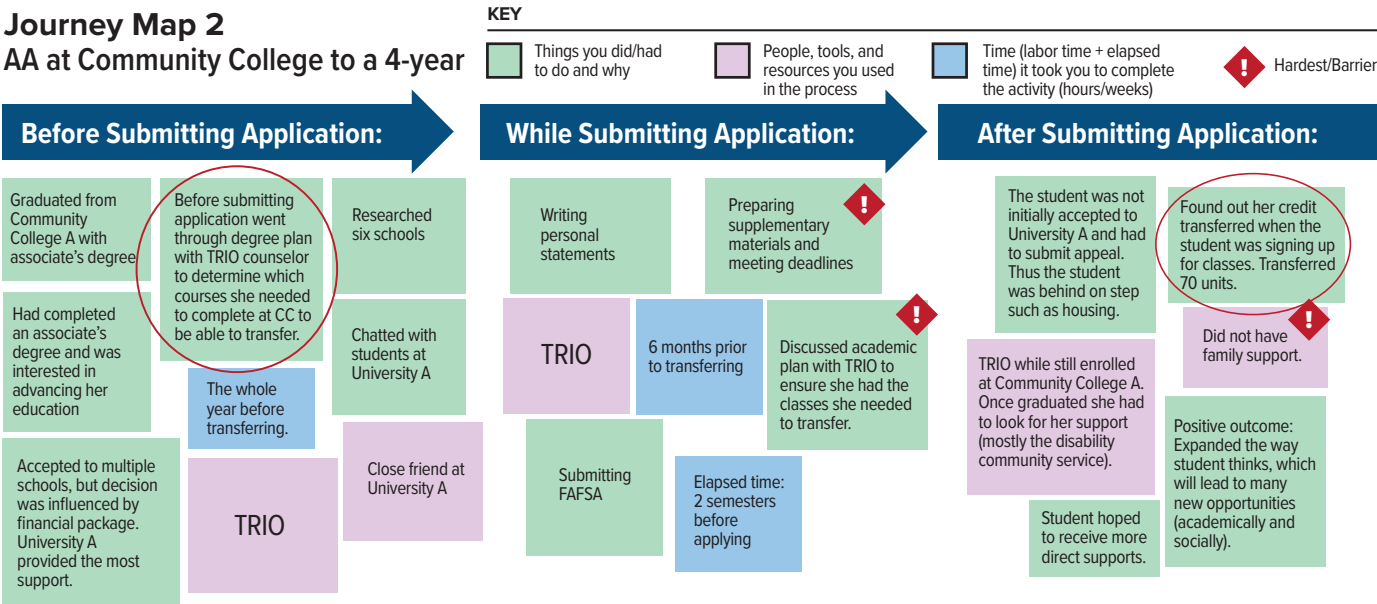 Journey Map 2
AA at Community College to a 4-year
KEY
Things you did/had
to do and why
People, tools, and
resources you used
in the process
Time (labor time + elapsed
time) it took you to complete
the activity (hours/weeks)
!
Hardest/Barrier
Before Submitting Application:
Graduated from
Community
College A with
associate's degree
Before submitting
application went
through degree plan
with TRIO counselor
to determine which
courses she needed
to complete at CC to
be able to transfer.
Researched
six schools
Had completed
an associate's
degree and was
interested in
advancing her
education
The whole
year before
transferring.
Chatted with
students at
University A
Accepted to multiple
schools, but decision
was influenced by
financial package.
University A
provided the most
support.
TRIO
Close friend at
University A
While Submitting Application:
Writing
personal
statements
Preparing
supplementary
materials and
meeting deadlines
!
TRIO
6 months prior
to transferring
Discussed academic
plan with TRIO to
ensure she had the
classes she needed
to transfer.
!
Submitting
FAFSA
Elapsed time:
2 semesters
before
applying
After Submitting Application:
The student was not
initially accepted to
University A and had
to submit appeal.
Thus the student
was behind on step
such as housing.
Found out her credit
transferred when the
student was signing up
for classes. Transferred
70 units.
Did not have
family support.
!
TRIO while still enrolled
at Community College A.
Once graduated she had
to look for her support
(mostly the disability
community service).
Positive outcome:
Expanded the way
student thinks, which
will lead to many
new opportunities
(academically and
socially).
Student hoped
to receive more
direct supports.